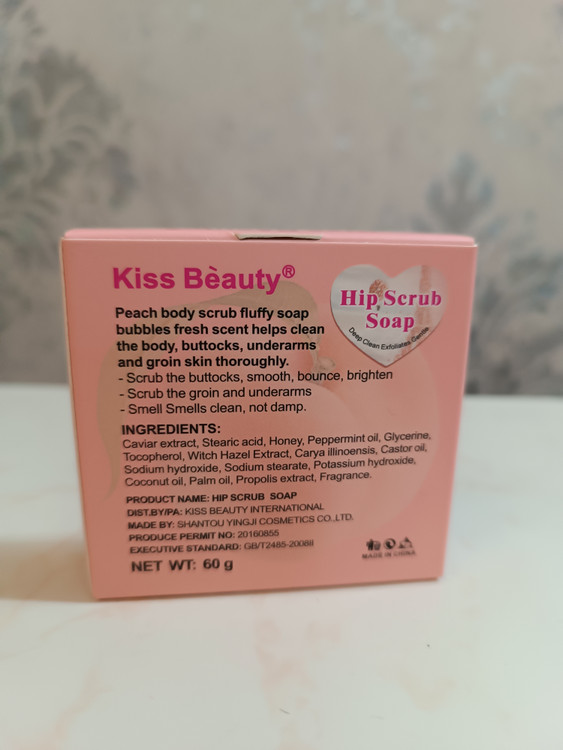 Kiss Bèauty®
Hip Scrub
Soap
Deep Clean Exfoliates Gentle
Peach body scrub fluffy soap
bubbles fresh scent helps clean
the body, buttocks, underarms
and groin skin thoroughly.
- Scrub the buttocks, smooth, bounce, brighten
- Scrub the groin and underarms
- Smell Smells clean, not damp.
INGREDIENTS:
Caviar extract, Stearic acid, Honey, Peppermint oil, Glycerine,
Tocopherol, Witch Hazel Extract, Carya illinoensis, Castor oil,
Sodium hydroxide, Sodium stearate, Potassium hydroxide,
Coconut oil, Palm oil, Propolis extract, Fragrance.
PRODUCT NAME: HIP SCRUB SOAP
DIST.BY/PA: KISS BEAUTY INTERNATIONAL
MADE BY: SHANTOU YINGJI COSMETICS CO.,LTD.
PRODUCE PERMIT NO: 20160855
EXECUTIVE STANDARD: GB/T2485-2008II
NET WT: 60 g
MADE IN CHINA